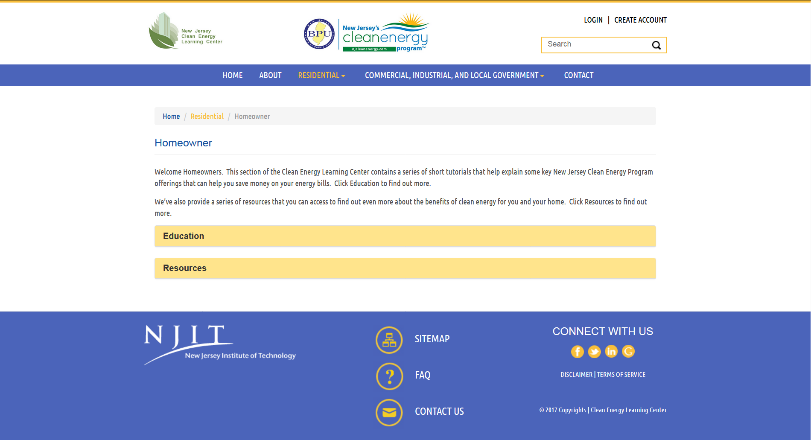 LOGIN | CREATE ACCOUNT
New Jersey
Clean Energy
Learning Center
BPU
New Jersey's
cleanenergy
njcleanenergy.com
program™
Search
HOME ABOUT RESIDENTIAL COMMERCIAL, INDUSTRIAL, AND LOCAL GOVERNMENT CONTACT
Home / Residential / Homeowner
Homeowner
Welcome Homeowners. This section of the Clean Energy Learning Center contains a series of short tutorials that help explain some key New Jersey Clean Energy Program
offerings that can help you save money on your energy bills. Click Education to find out more.
We've also provide a series of resources that you can access to find out even more about the benefits of clean energy for you and your home. Click Resources to find out
more.
Education
Resources
NJIT
New Jersey Institute of Technology
SITEMAP
FAQ
CONTACT US
CONNECT WITH US
DISCLAIMER | TERMS OF SERVICE
© 2017 Copyrights | Clean Energy Learning Center